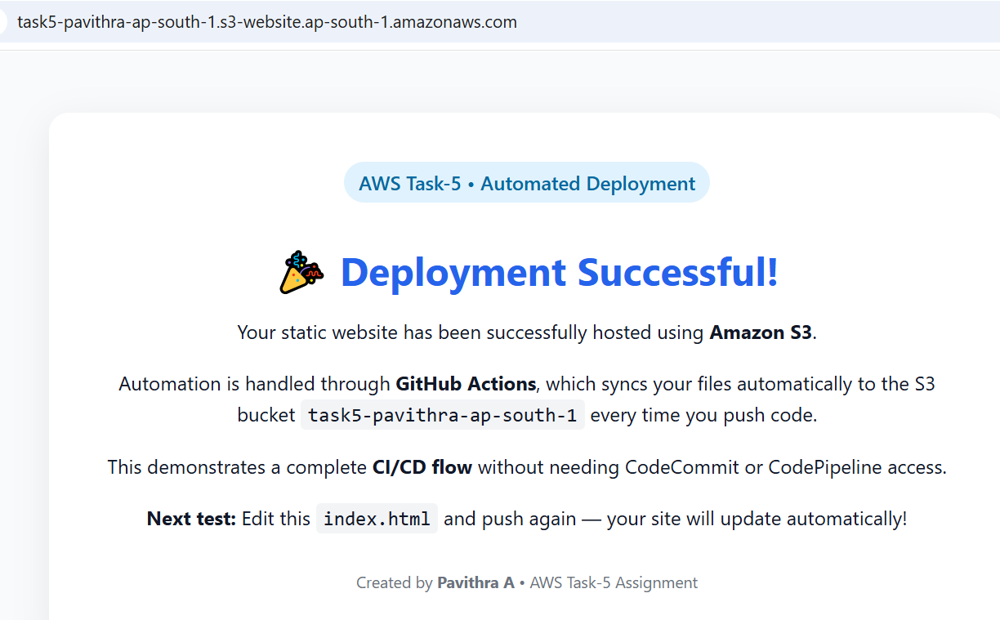 task5-pavithra-ap-south-1.s3-website.ap-south-1.amazonaws.com
AWS Task-5 • Automated Deployment
🎉 Deployment Successful!
Your static website has been successfully hosted using Amazon S3.
Automation is handled through GitHub Actions, which syncs your files automatically to the S3
bucket task5-pavithra-ap-south-1 every time you push code.
This demonstrates a complete CI/CD flow without needing CodeCommit or CodePipeline access.
Next test: Edit this index.html and push again — your site will update automatically!
Created by Pavithra A • AWS Task-5 Assignment